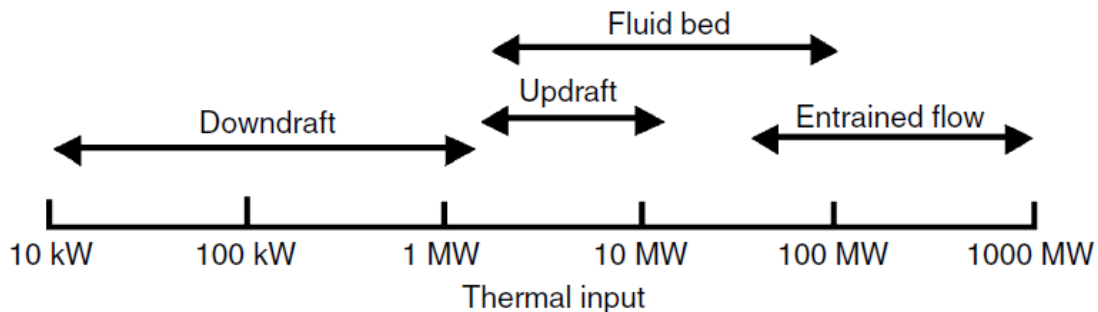 Fluid bed
Updraft
Downdraft
Entrained flow
10 kW 100 kW 1 MW 10 MW 100 MW 1000 MW
Thermal input